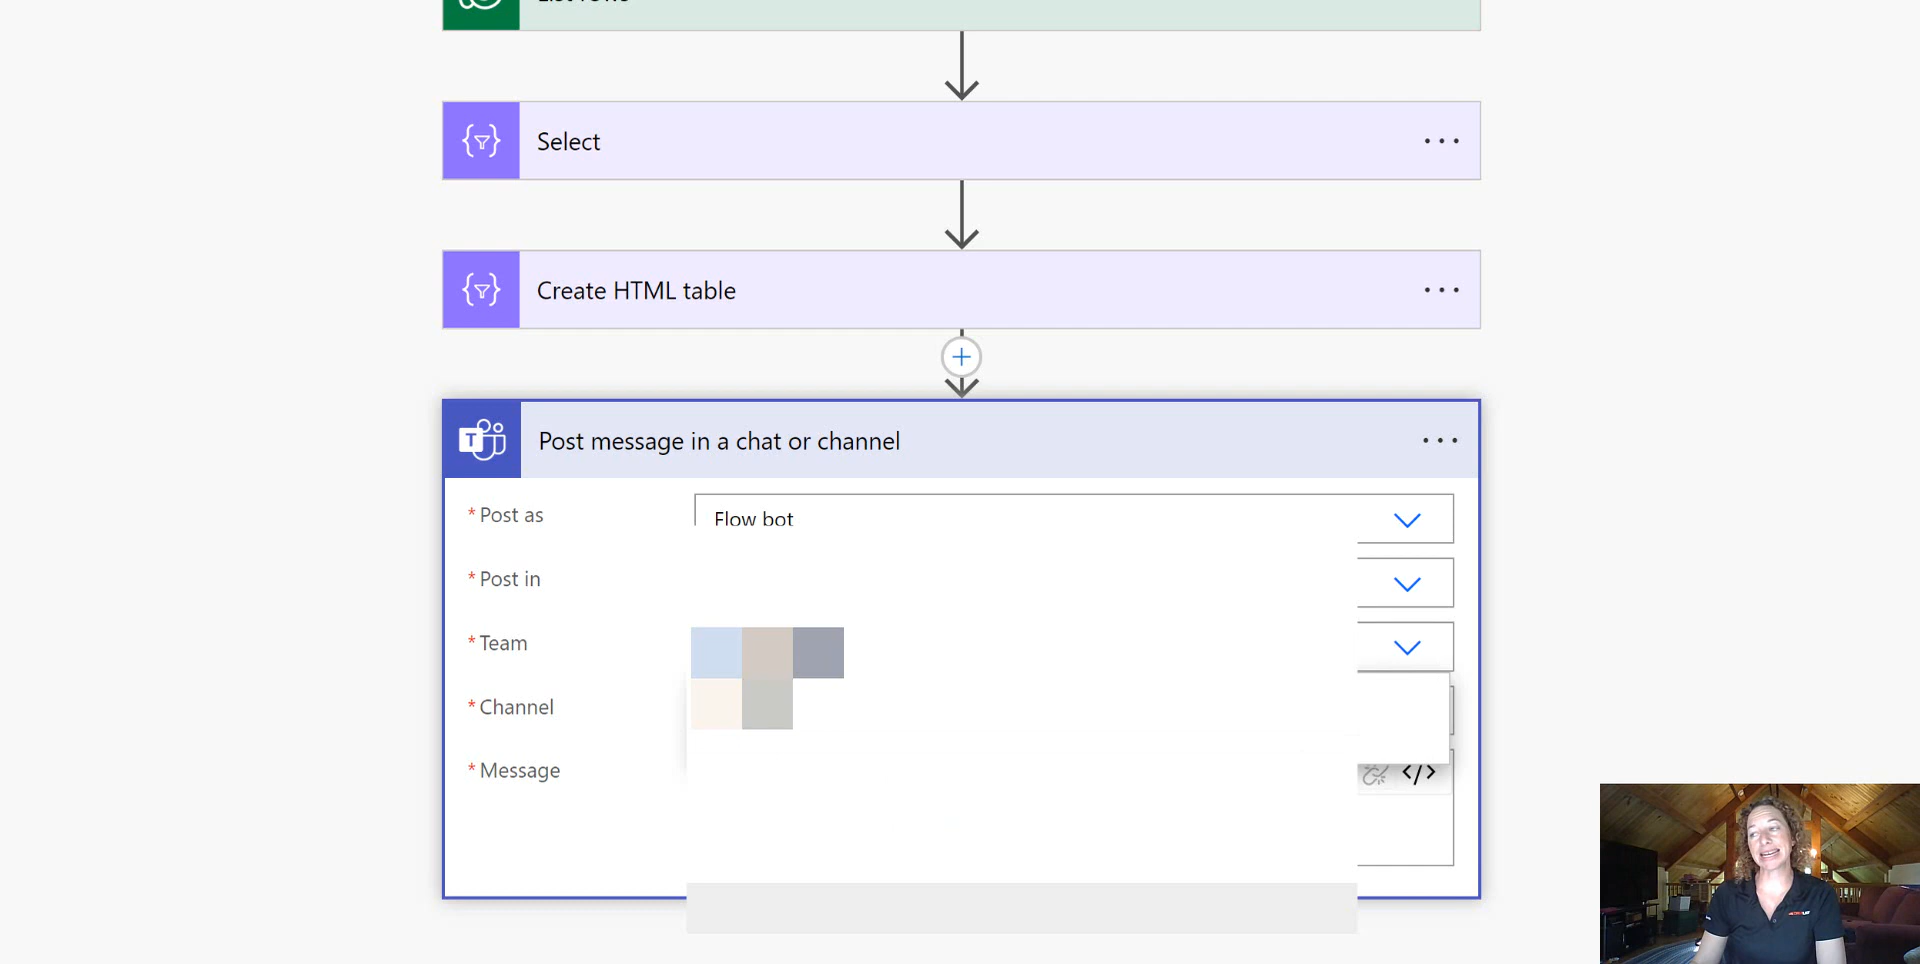 Select
Create HTML table
T
Post message in a chat or channel
* Post as
Flow bot
* Post in
* Team
* Channel
* Message
</>